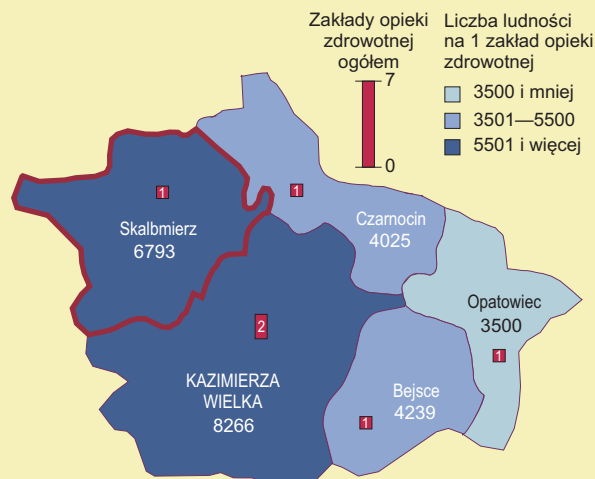 Zakłady opieki
zdrowotnej
ogółem
7
0
Liczba ludności
na 1 zakład opieki
zdrowotnej
3500 i mniej
3501—5500
5501 i więcej
1
Skalbmierz
6793
1
Czarnocin
4025
Opatowiec
3500
1
2
KAZIMIERZA
WIELKA
8266
Bejsce
4239
1